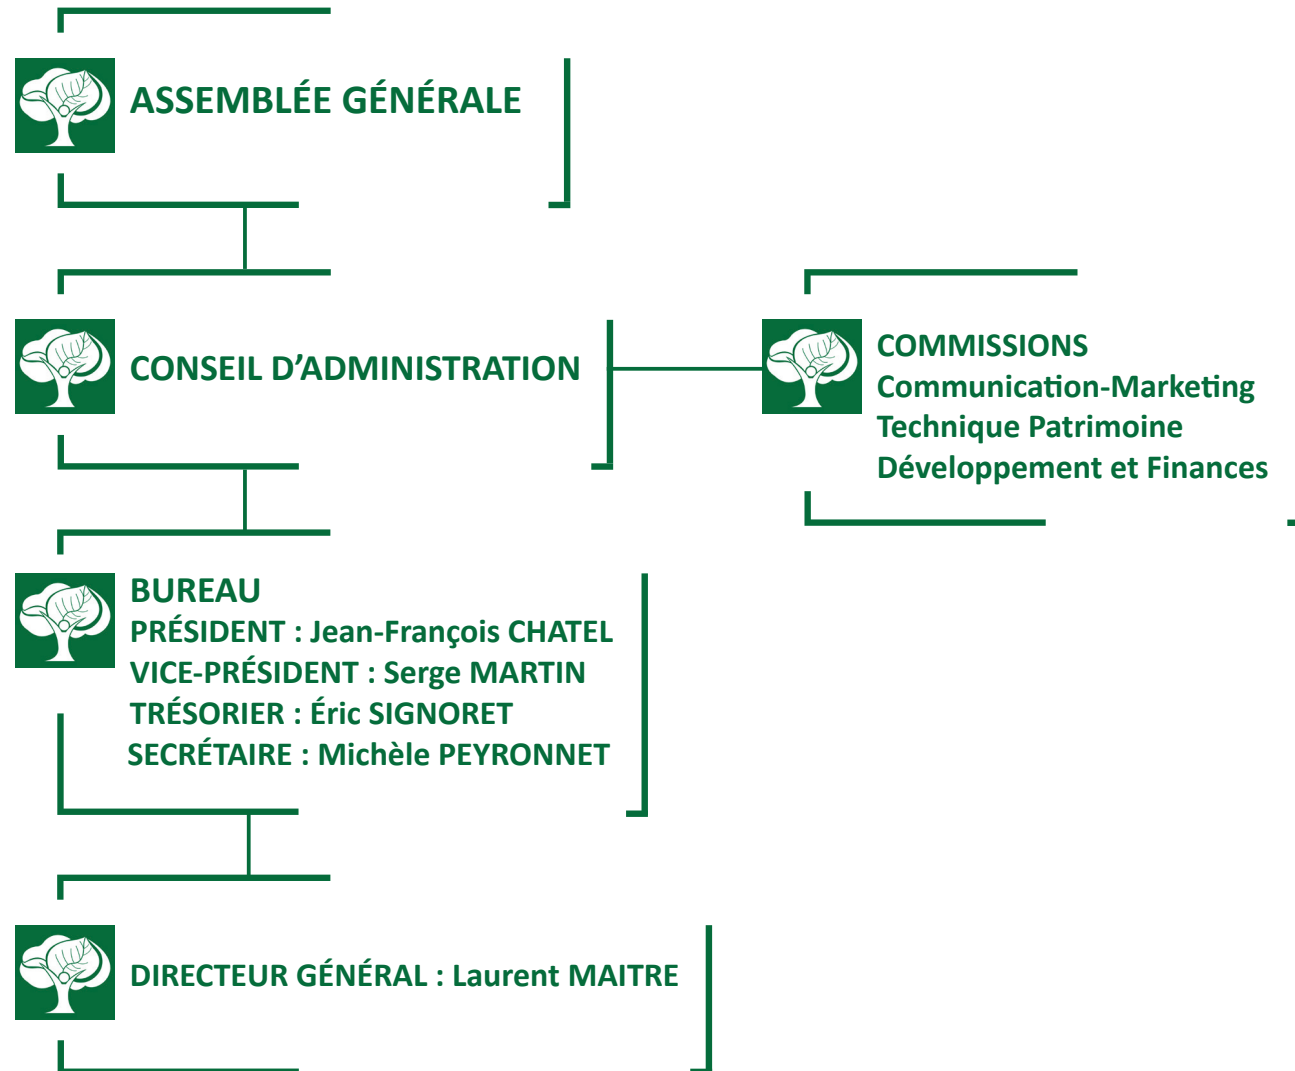 ASSEMBLÉE GÉNÉRALE
CONSEIL D’ADMINISTRATION
COMMISSIONS
Communication-Marketing
Technique Patrimoine
Développement et Finances
BUREAU
PRÉSIDENT : Jean-François CHATEL
VICE-PRÉSIDENT : Serge MARTIN
TRÉSORIER : Éric SIGNORET
SECRÉTAIRE : Michèle PEYRONNET
DIRECTEUR GÉNÉRAL : Laurent MAITRE